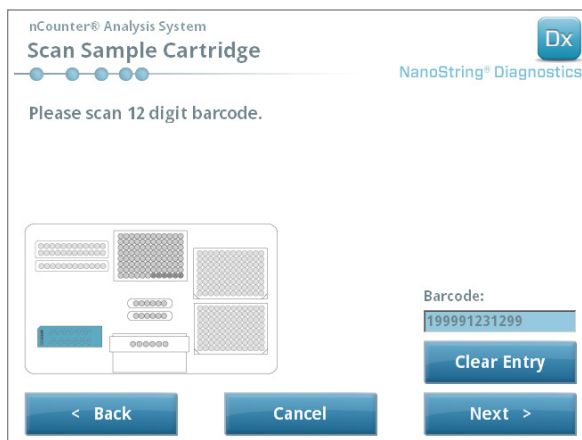 nCounter® Analysis System
Scan Sample Cartridge
Dx
NanoString® Diagnostics
Please scan 12 digit barcode.
Barcode:
199991231299
Clear Entry
< Back
Cancel
Next >